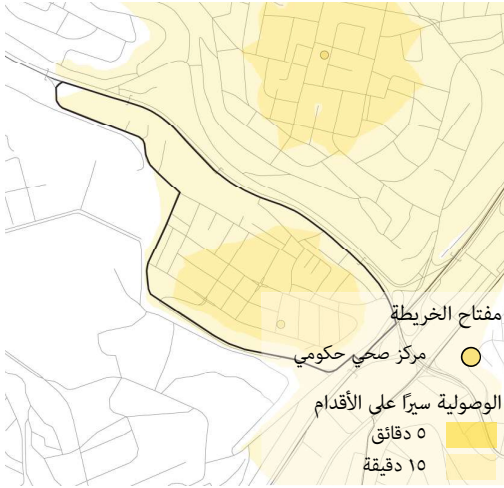 مفتاح الخريطة
مركز صحي حكومي
الوصولية سيرًا على الأقدام
٥ دقائق
١٥ دقيقة